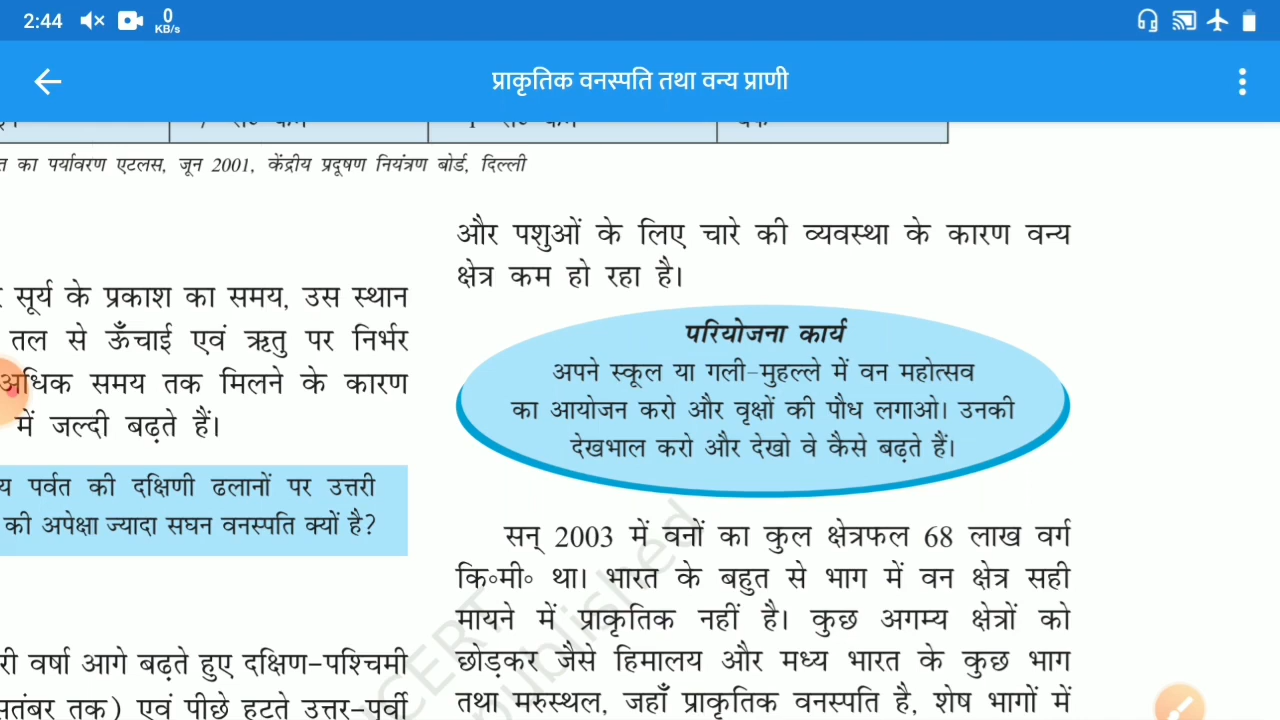 2:44
0
KB/s
प्राकृतिक वनस्पति तथा वन्य प्राणी
त का पर्यावरण एटलस, जून 2001, केंद्रीय प्रदूषण नियंत्रण बोर्ड, दिल्ली
सूर्य के प्रकाश का समय, उस स्थान
तल से ऊँचाई एवं ऋतु पर निर्भर
अधिक समय तक मिलने के कारण
में जल्दी बढ़ते हैं।
य पर्वत की दक्षिणी ढलानों पर उत्तरी
की अपेक्षा ज्यादा सघन वनस्पति क्यों है?
री वर्षा आगे बढ़ते हुए दक्षिण-पश्चिमी
सतंबर तक) एवं पीछे हटते उत्तर-पूर्वी
और पशुओं के लिए चारे की व्यवस्था के कारण वन्य
क्षेत्र कम हो रहा है।
परियोजना कार्य
अपने स्कूल या गली-मुहल्ले में वन महोत्सव
का आयोजन करो और वृक्षों की पौध लगाओ। उनकी
देखभाल करो और देखो वे कैसे बढ़ते हैं।
सन् 2003 में वनों का कुल क्षेत्रफल 68 लाख वर्ग
कि॰मी॰ था। भारत के बहुत से भाग में वन क्षेत्र सही
मायने में प्राकृतिक नहीं है। कुछ अगम्य क्षेत्रों को
छोड़कर जैसे हिमालय और मध्य भारत के कुछ भाग
तथा मरुस्थल, जहाँ प्राकृतिक वनस्पति है, शेष भागों में
NCERT
published